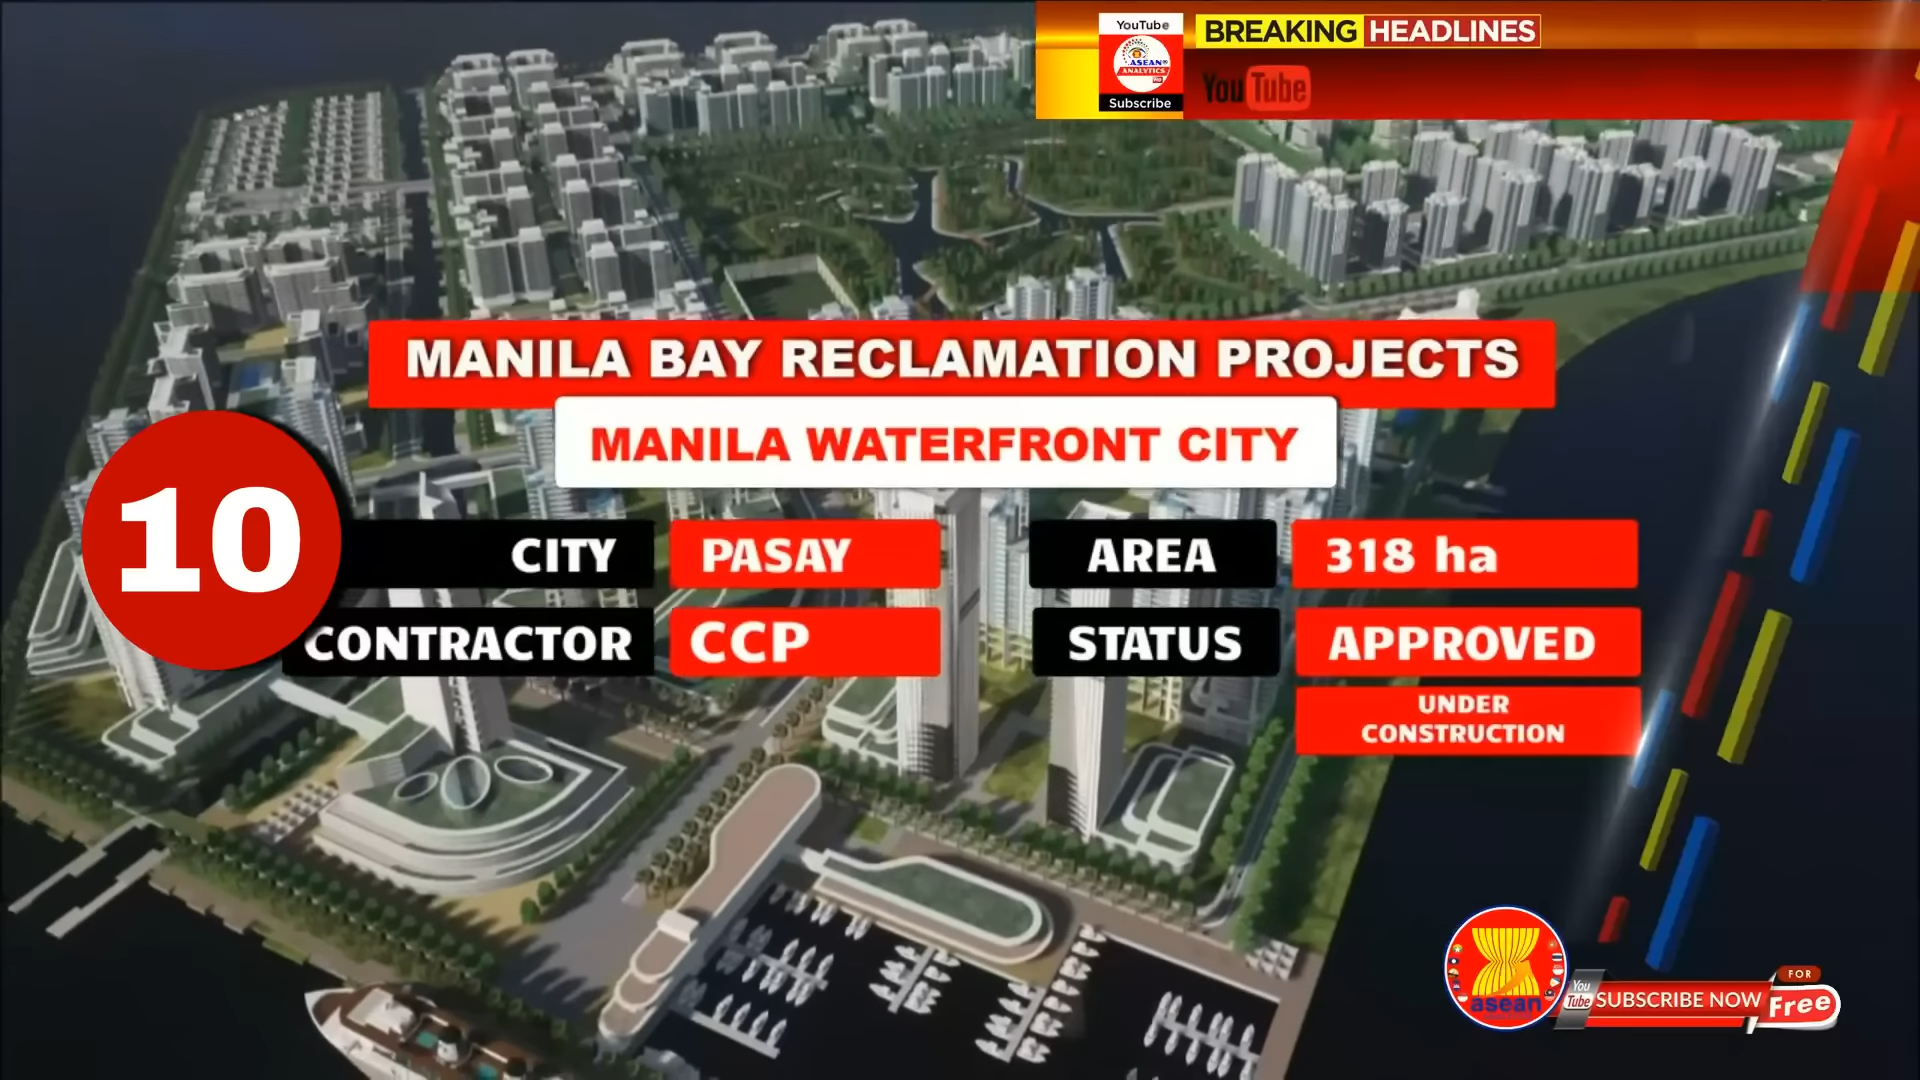 YouTube
ASEAN
ANALYTICS
Subscribe
BREAKING HEADLINES
YouTube
MANILA BAY RECLAMATION PROJECTS
MANILA WATERFRONT CITY
10
CITY PASAY AREA 318 ha
CONTRACTOR CCP STATUS APPROVED
UNDER
CONSTRUCTION
asean
You
Tube
SUBSCRIBE NOW
FOR
Free